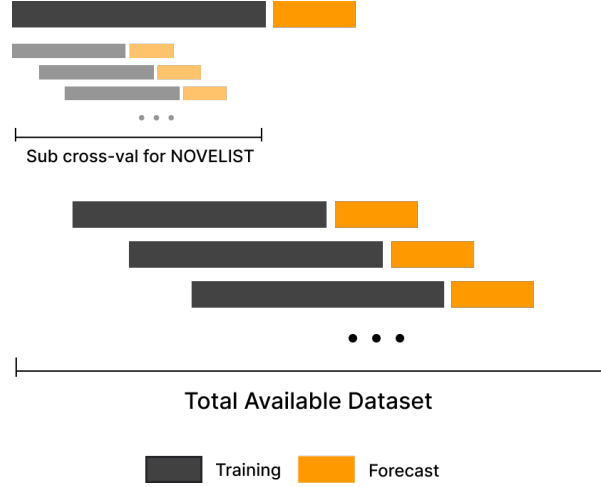 Sub cross-val for NOVELIST
Total Available Dataset
Training
Forecast